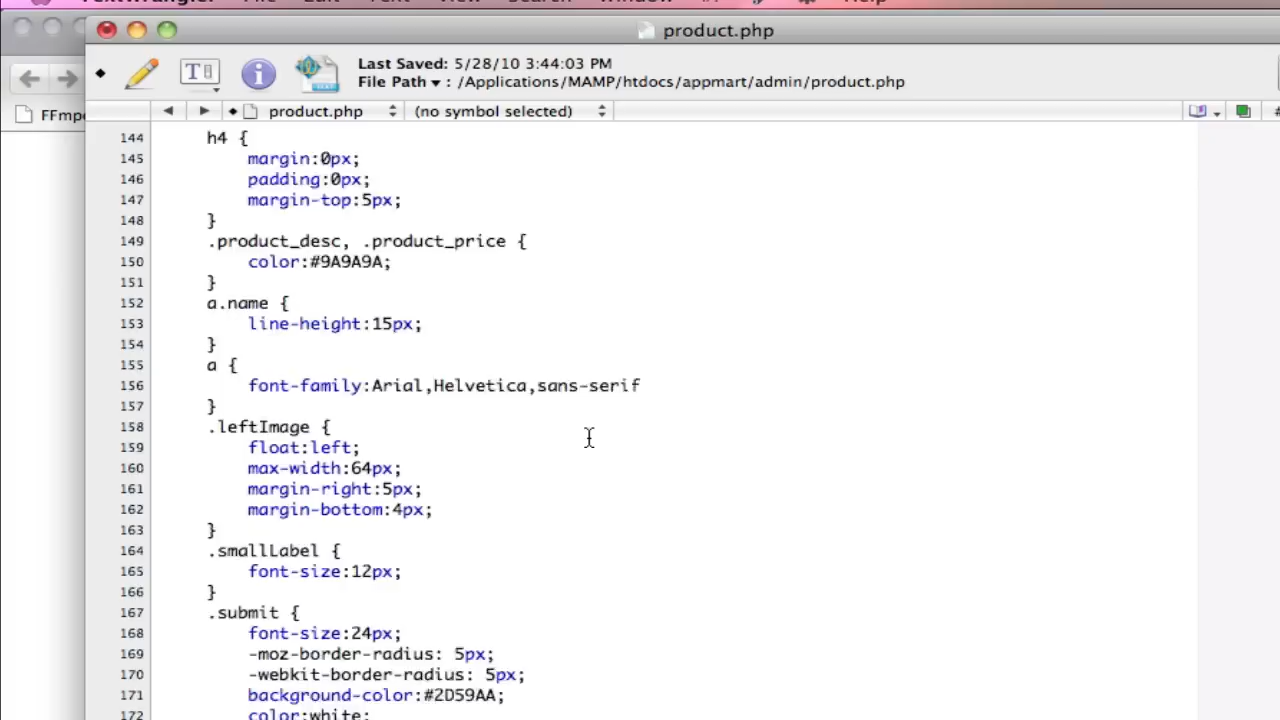 product.php
Last Saved: 5/28/10 3:44:03 PM
File Path ▾ : /Applications/MAMP/htdocs/appmart/admin/product.php
product.php
(no symbol selected)
FFmp
144 h4 {
145 margin:0px;
146 padding:0px;
147 margin-top:5px;
148 }
149 .product_desc, .product_price {
150 color:#9A9A9A;
151 }
152 a.name {
153 line-height:15px;
154 }
155 a {
156 font-family:Arial,Helvetica,sans-serif
157 }
158 .leftImage {
159 float:left;
160 max-width:64px;
161 margin-right:5px;
162 margin-bottom:4px;
163 }
164 .smallLabel {
165 font-size:12px;
166 }
167 .submit {
168 font-size:24px;
169 -moz-border-radius: 5px;
170 -webkit-border-radius: 5px;
171 background-color:#2D59AA;
172 color:white;